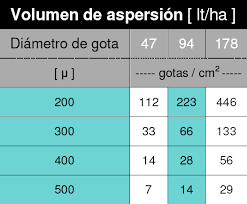 Volumen de aspersión [ lt/ha ]
Diámetro de gota 47 94 178
[ µ ] ----- gotas / cm² -----
200 112 223 446
300 33 66 133
400 14 28 56
500 7 14 29